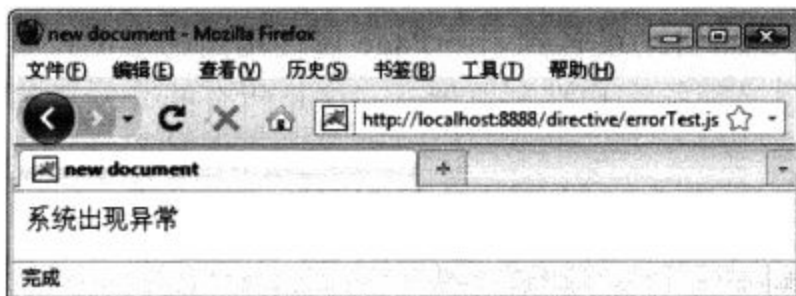 new document - Mozilla Firefox
文件(F) 编辑(E) 查看(V) 历史(S) 书签(B) 工具(T) 帮助(H)
http://localhost:8888/directive/errorTest.js
new document
系统出现异常
完成